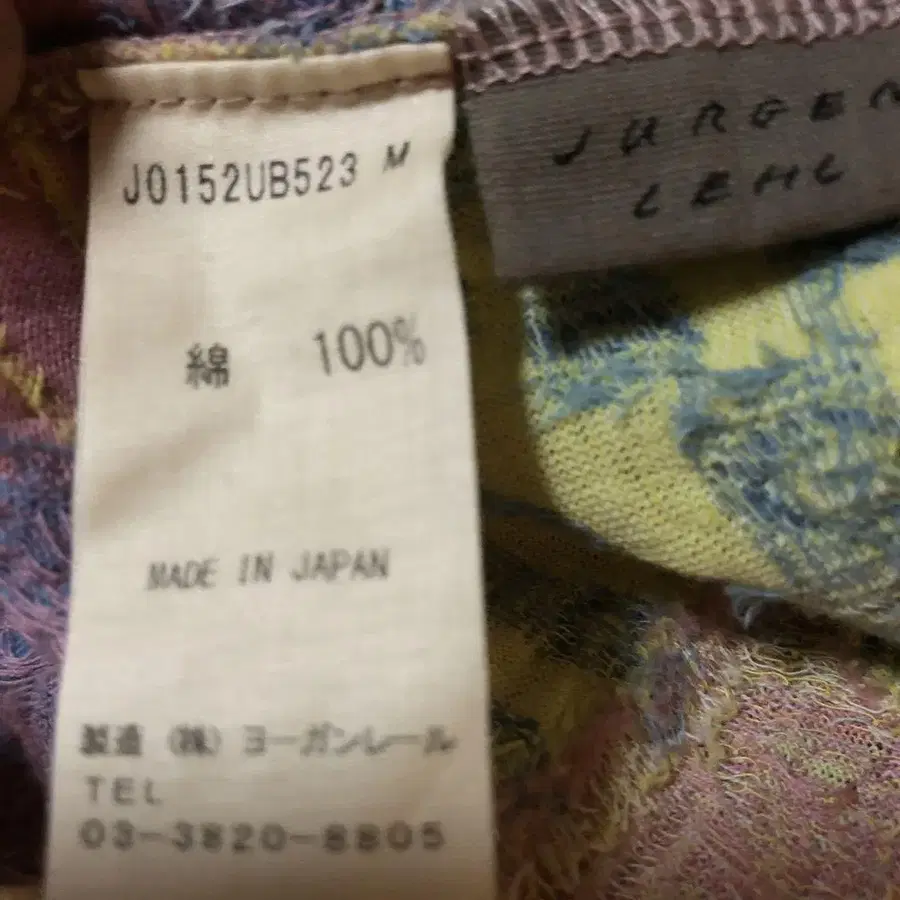 J0152UB523 M
綿 100%
MADE IN JAPAN
製造 (株) ヨーガンレール
TEL
03-3820-8805
JURGEN
LEHL